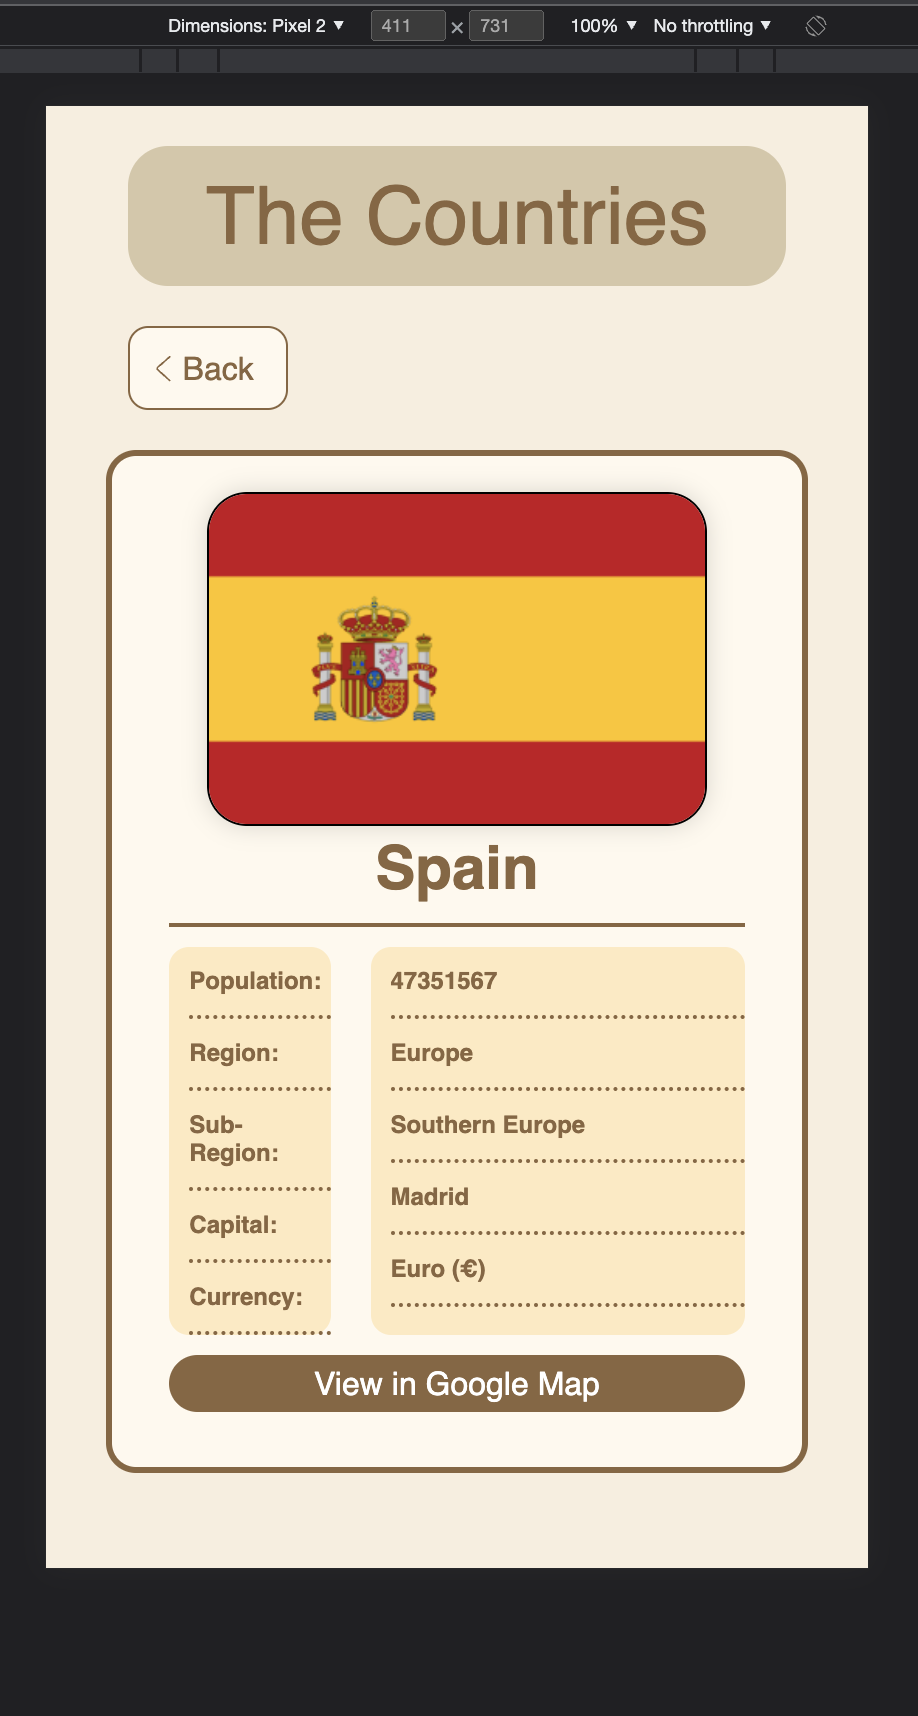 Dimensions: Pixel 2 ▼ 411 × 731 100% ▼ No throttling ▼
The Countries
< Back
Spain
Population: 47351567
Region: Europe
Sub-
Region: Southern Europe
Capital: Madrid
Currency: Euro (€)
View in Google Map